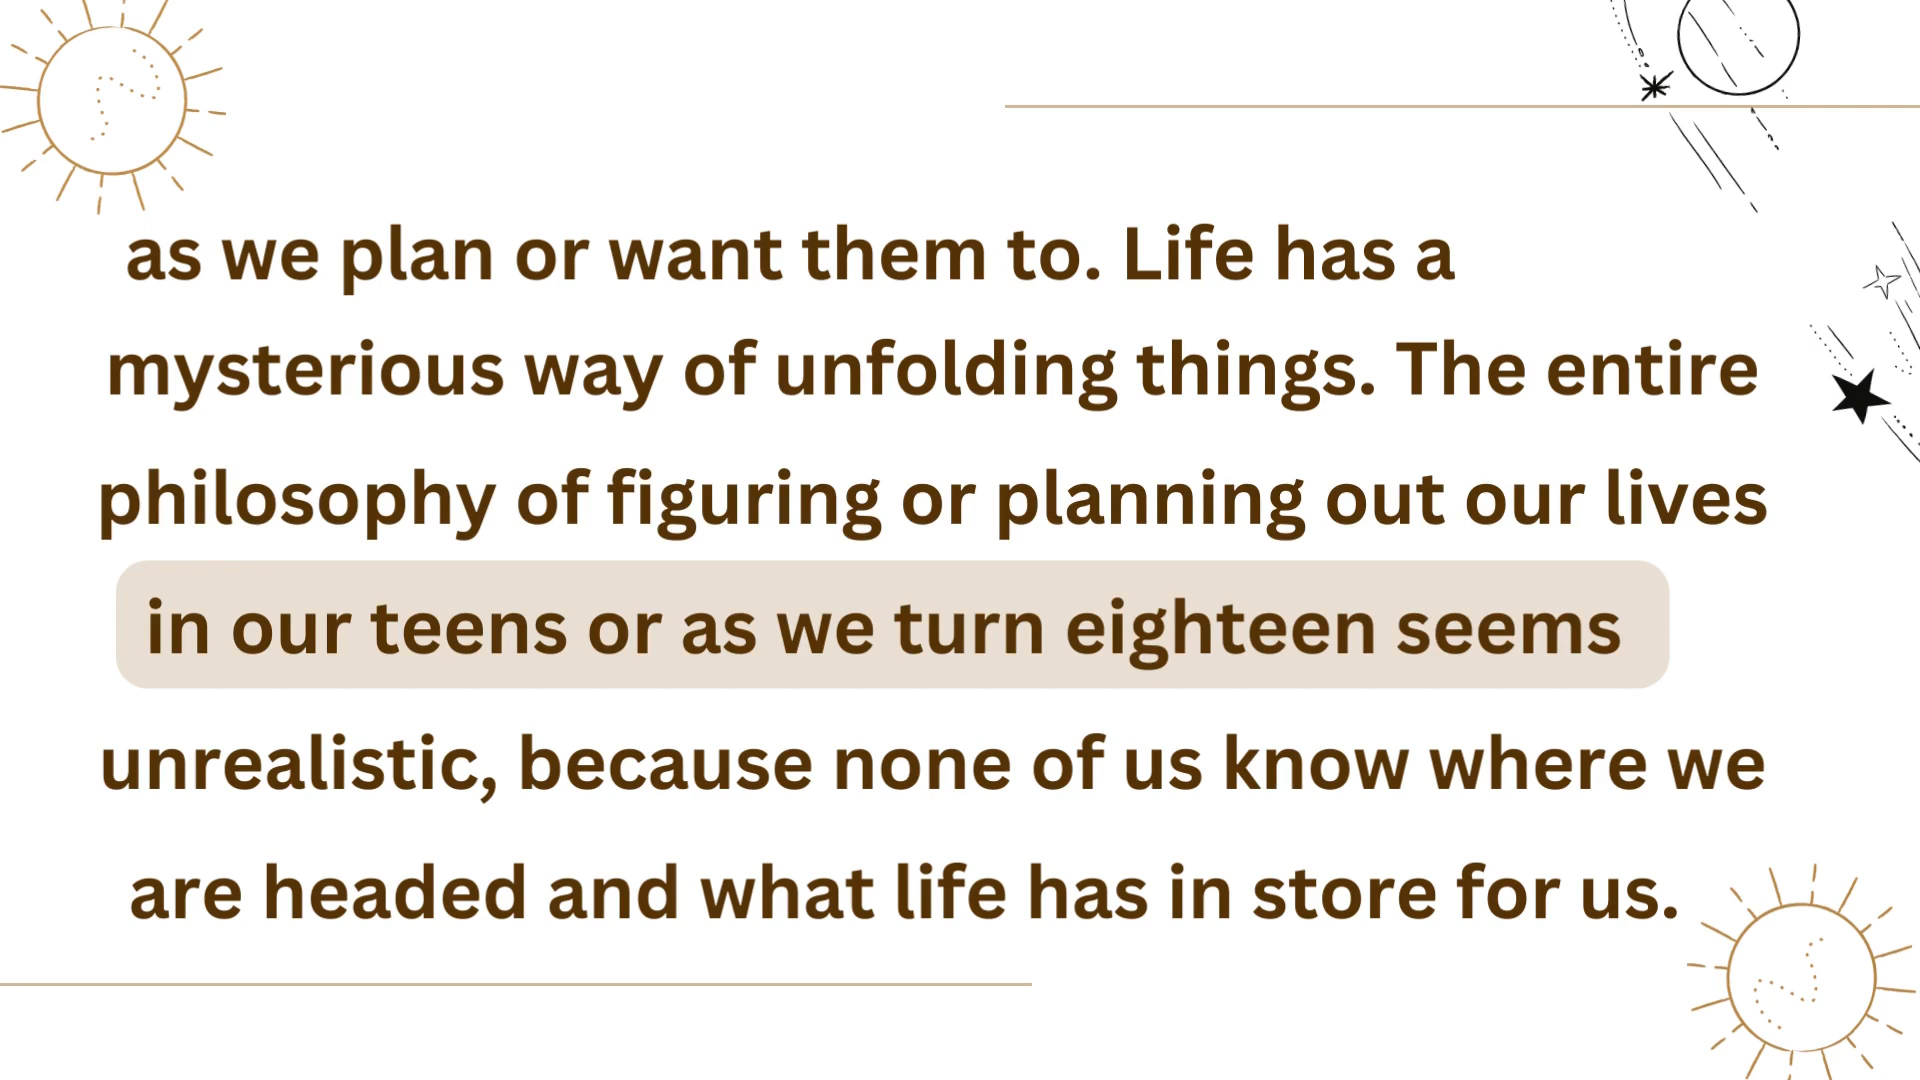 as we plan or want them to. Life has a
mysterious way of unfolding things. The entire
philosophy of figuring or planning out our lives
in our teens or as we turn eighteen seems
unrealistic, because none of us know where we
are headed and what life has in store for us.